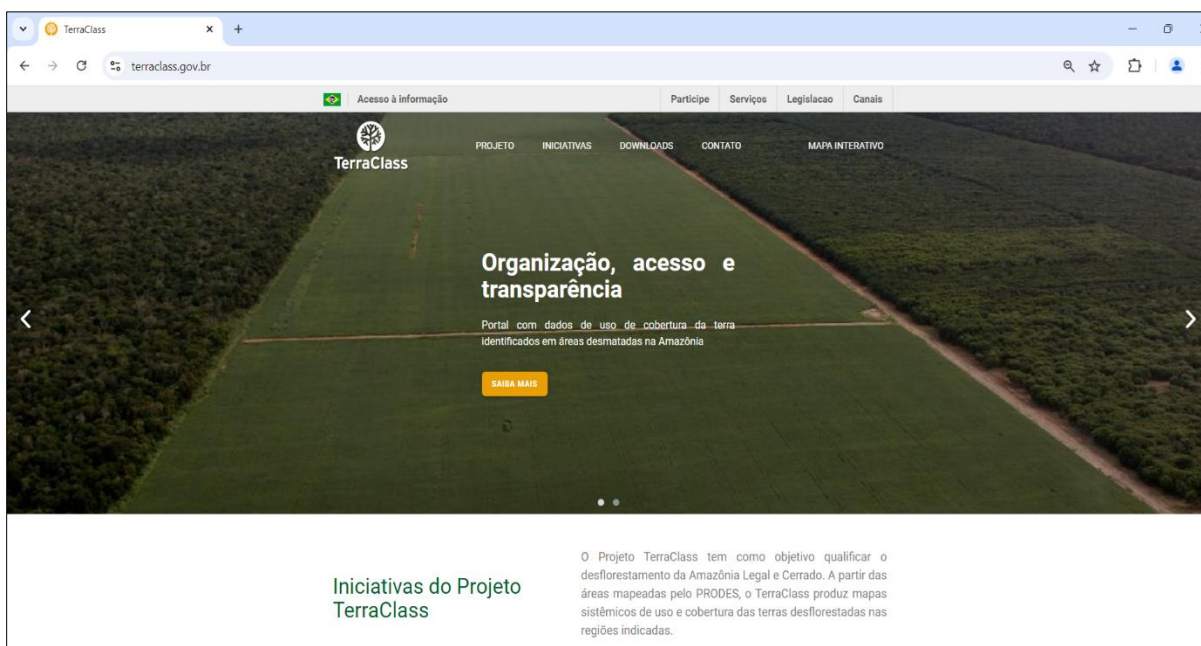 TerraClass
terraclass.gov.br
Acesso à informação Participe Serviços Legislacao Canais
TerraClass PROJETO INICIATIVAS DOWNLOADS CONTATO MAPA INTERATIVO
Organização, acesso e
transparência
Portal com dados de uso de cobertura da terra
identificados em áreas desmatadas na Amazônia
SAIBA MAIS
Iniciativas do Projeto
TerraClass
O Projeto TerraClass tem como objetivo qualificar o
desflorestamento da Amazônia Legal e Cerrado. A partir das
áreas mapeadas pelo PRODES, o TerraClass produz mapas
sistêmicos de uso e cobertura das terras desflorestadas nas
regiões indicadas.